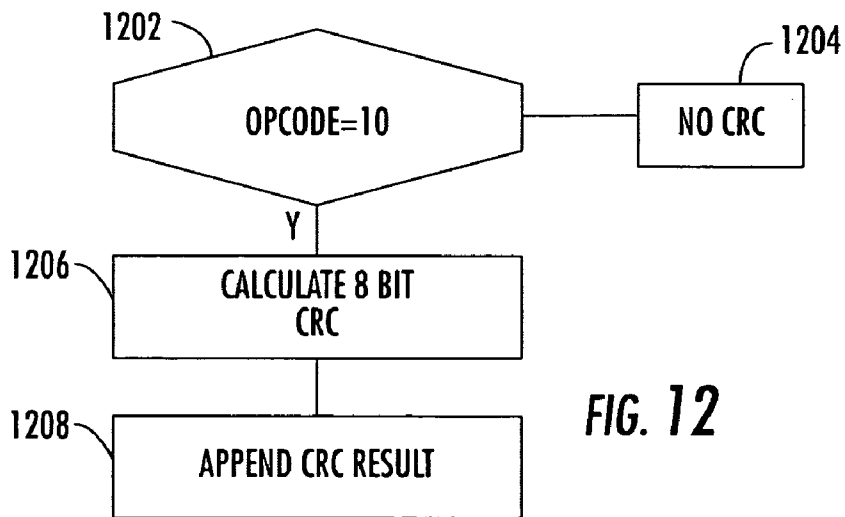 1202
1204
OPCODE=10
NO CRC
Y
1206
CALCULATE 8 BIT
CRC
1208
APPEND CRC RESULT
FIG. 12